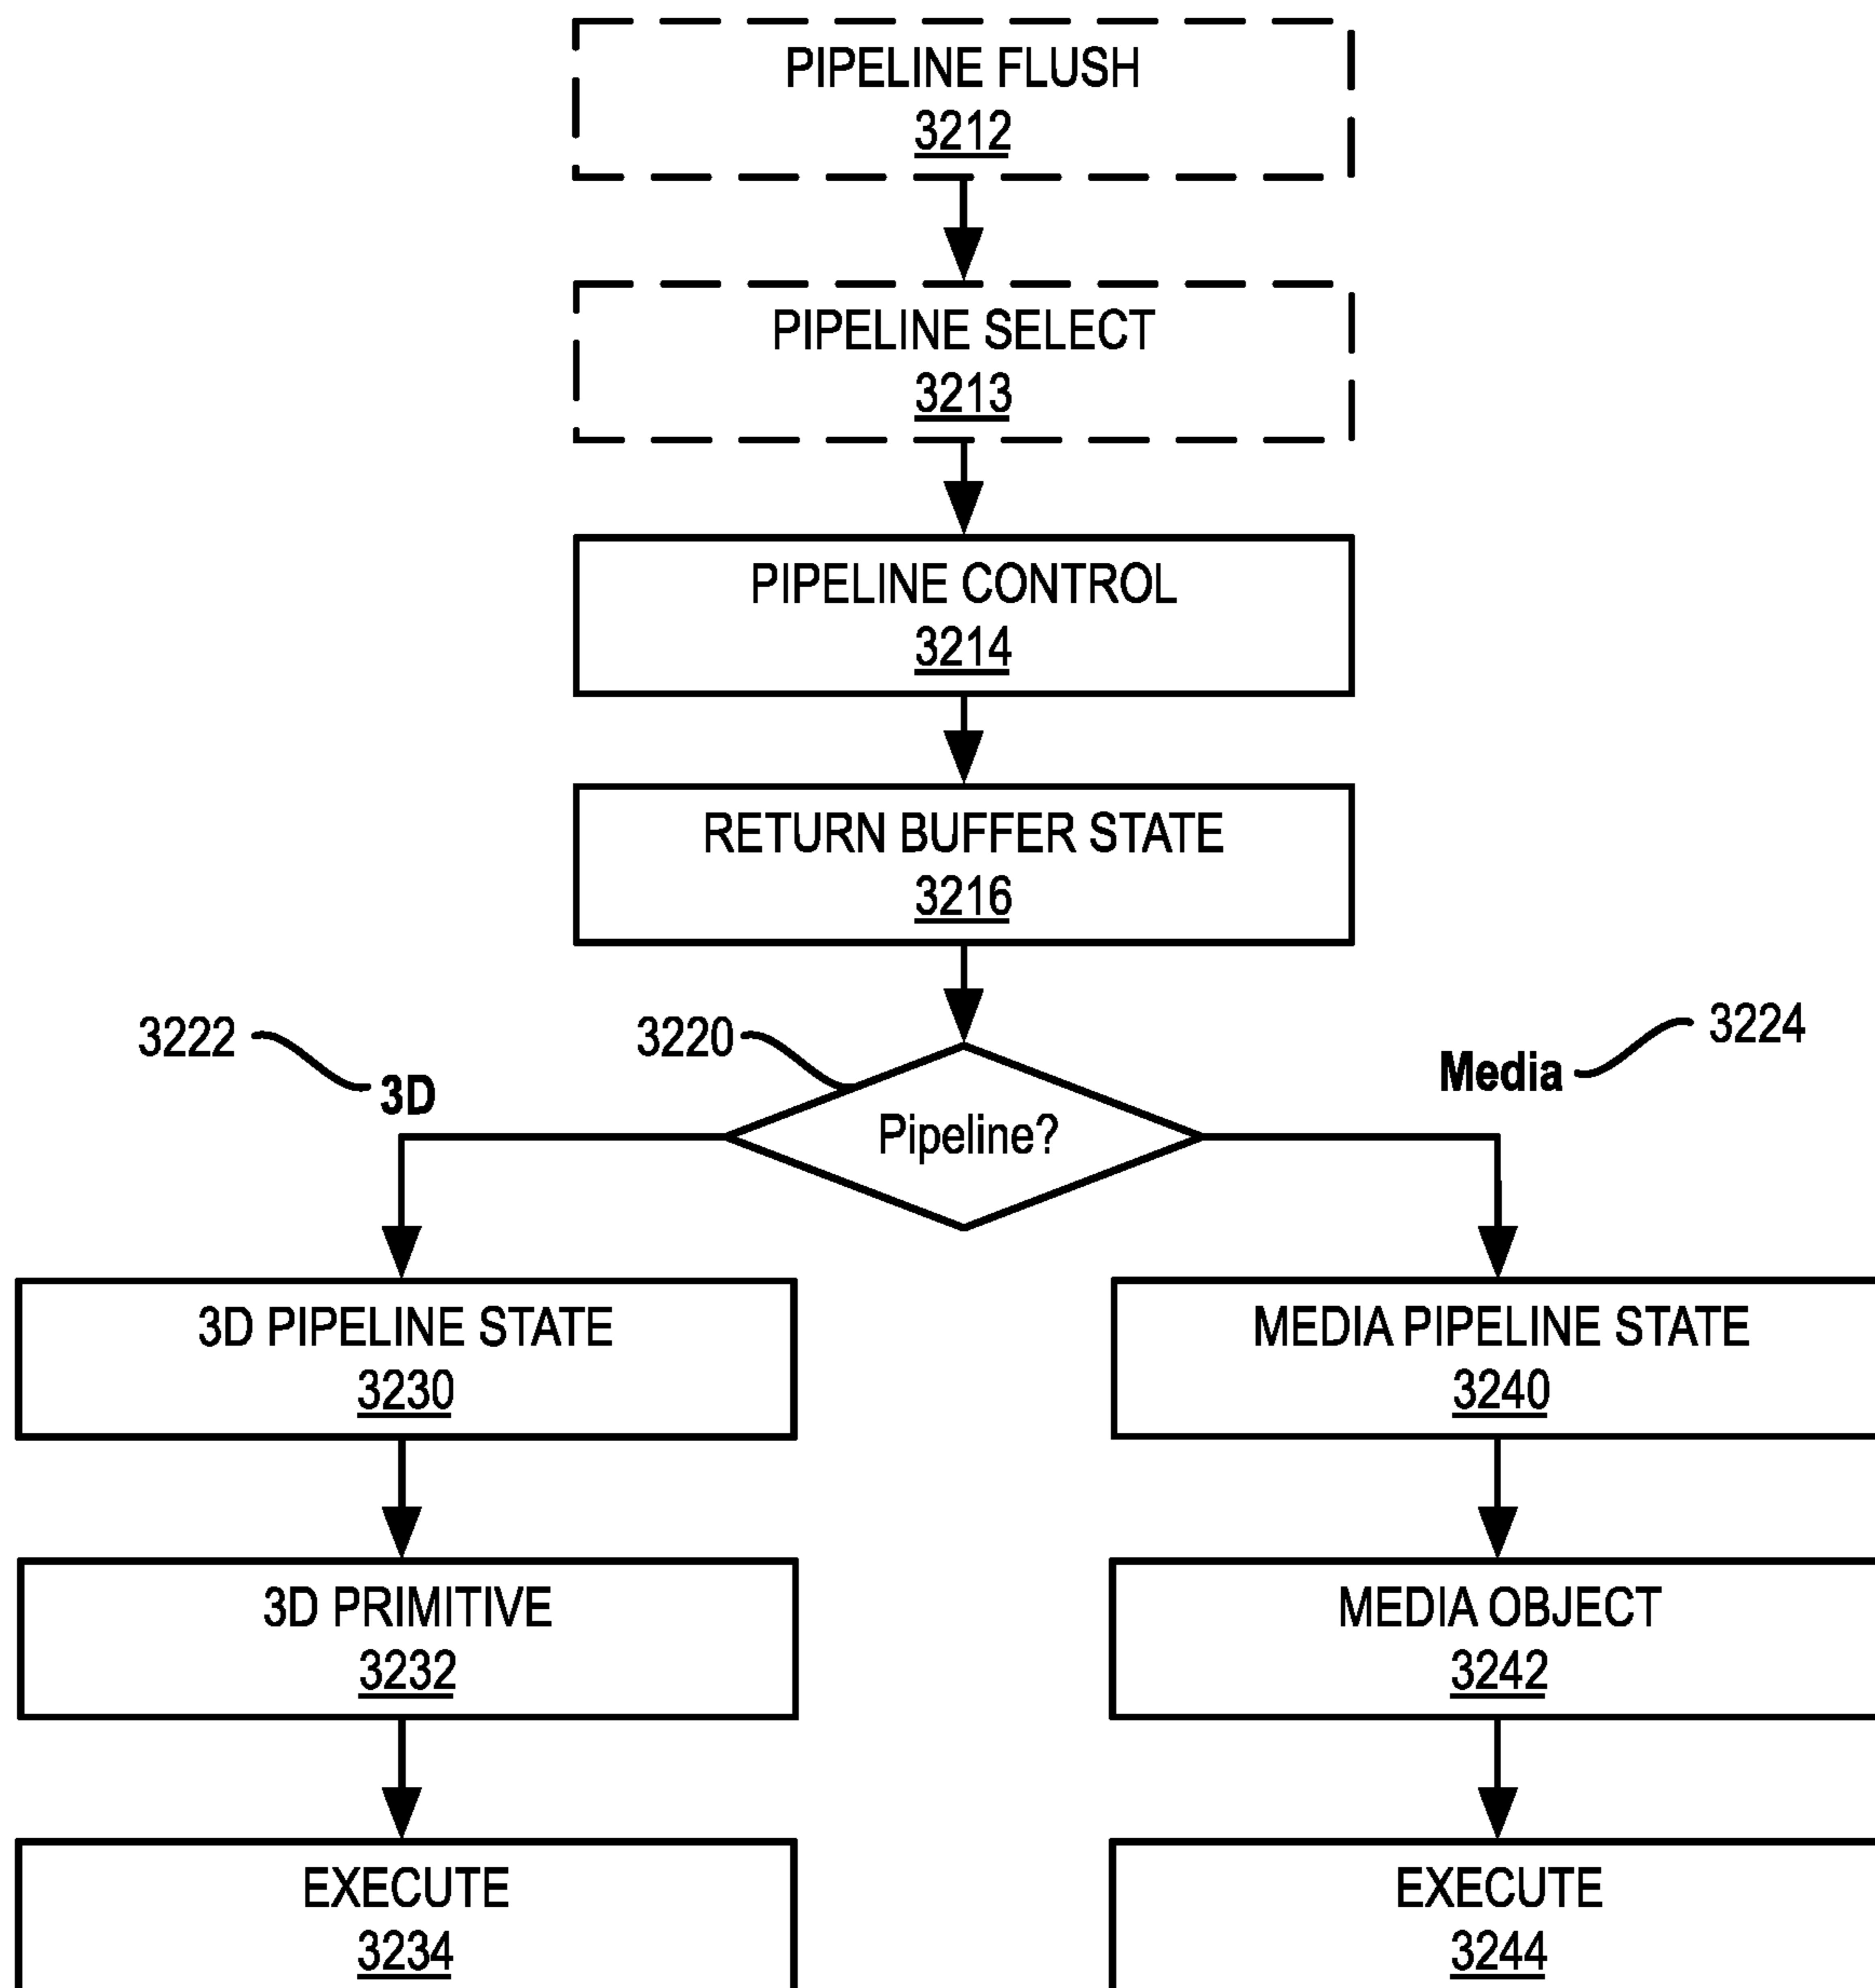 PIPELINE FLUSH
3212
PIPELINE SELECT
3213
PIPELINE CONTROL
3214
RETURN BUFFER STATE
3216
3222
3220
3224
3D
Media
Pipeline?
3D PIPELINE STATE
3230
MEDIA PIPELINE STATE
3240
3D PRIMITIVE
3232
MEDIA OBJECT
3242
EXECUTE
3234
EXECUTE
3244